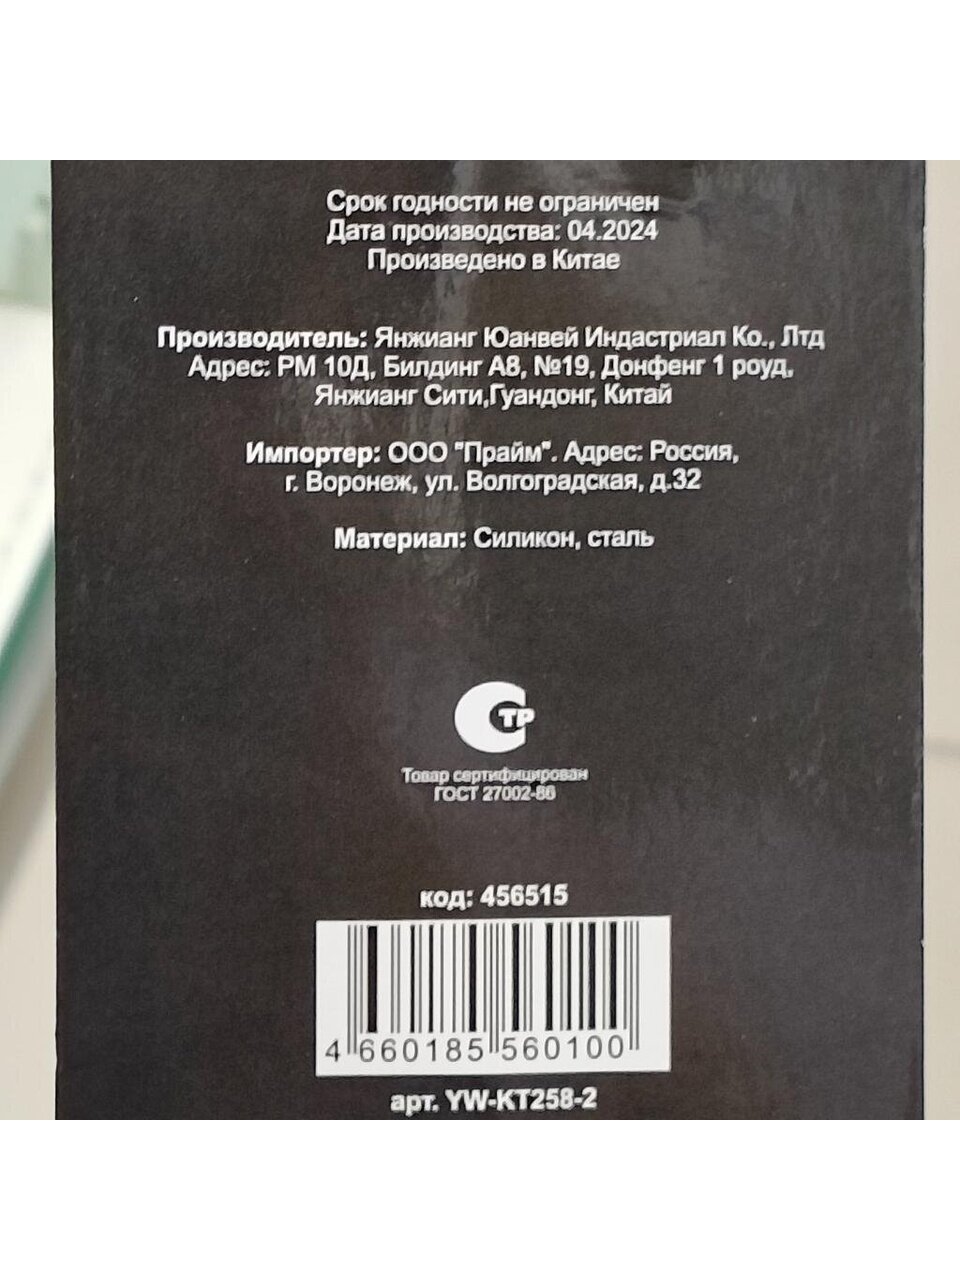 Срок годности не ограничен
Дата производства: 04.2024
Произведено в Китае
Производитель: Янжианг Юанвей Индастриал Ко., Лтд
Адрес: РМ 10Д, Билдинг А8, №19, Донфенг 1 роуд,
Янжианг Сити,Гуандонг, Китай
Импортер: ООО "Прайм". Адрес: Россия,
г. Воронеж, ул. Волгоградская, д.32
Материал: Силикон, сталь
СТР
Товар сертифицирован
ГОСТ 27002-86
код: 456515
4 660185 560100
арт. YW-KT258-2